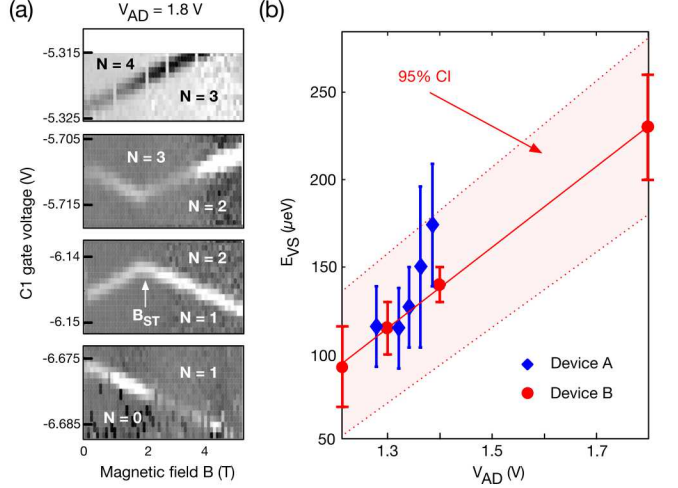 (a)
V_AD = 1.8 V
-5.315
N = 4
N = 3
-5.325
-5.705
N = 3
-5.715
N = 2
-6.14
N = 2
B_ST
N = 1
-6.15
-6.675
N = 1
N = 0
-6.685
0 2 4
C1 gate voltage (V)
Magnetic field B (T)
(b)
95% CI
250
200
150
100
50
E_VS (µeV)
Device A
Device B
1.3 1.5 1.7
V_AD (V)